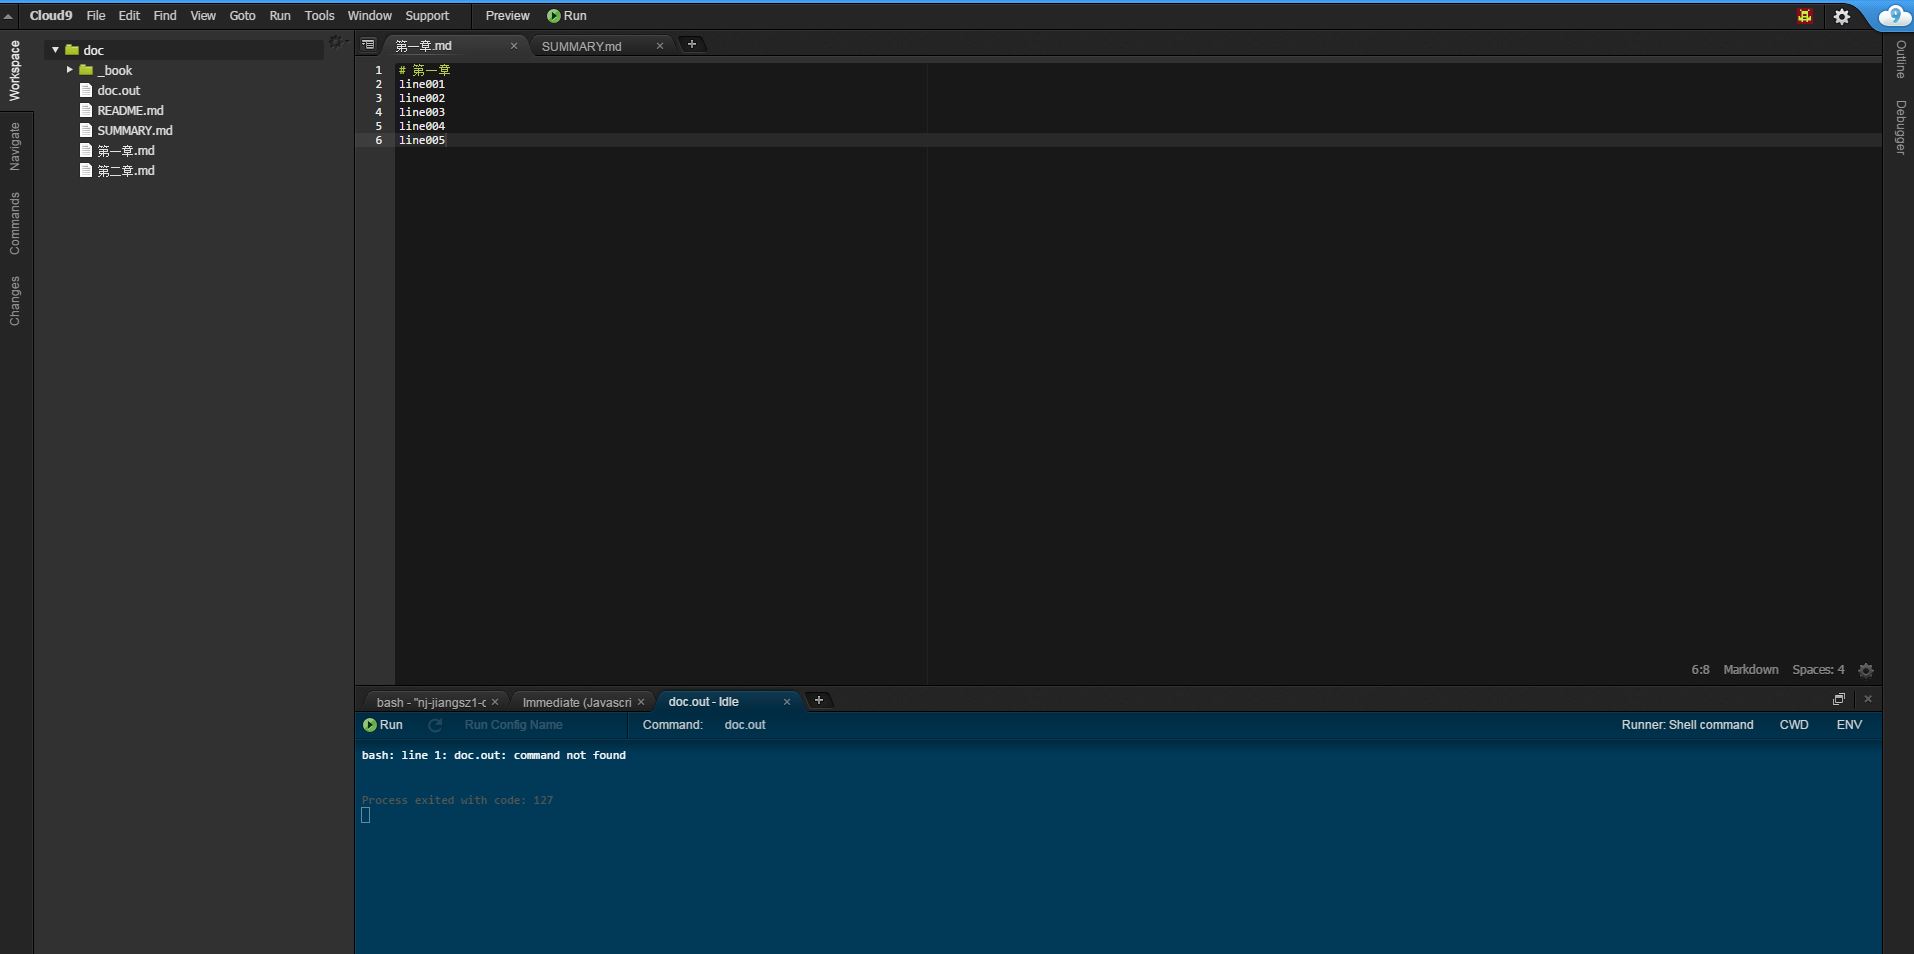 Cloud9 File Edit Find View Goto Run Tools Window Support Preview Run
Workspace
Navigate
Commands
Changes
doc
_book
doc.out
README.md
SUMMARY.md
第一章.md
第二章.md
第一章.md × SUMMARY.md × +
1 # 第一章
2 line001
3 line002
4 line003
5 line004
6 line005
6:8 Markdown Spaces: 4
Outline
Debugger
bash - "nj-jiangsz1-c × Immediate (Javascri × doc.out - Idle × +
Run Run Config Name Command: doc.out Runner: Shell command CWD ENV
bash: line 1: doc.out: command not found
Process exited with code: 127